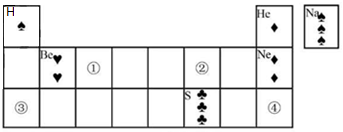 H He Na
Be ① ② Ne
③ S ④